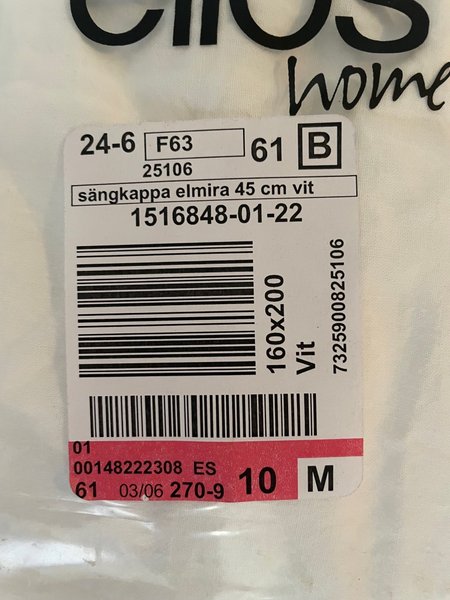 ellos
home
24-6 F63 61 B
25106
sängkappa elmira 45 cm vit
1516848-01-22
160x200
Vit
7325900825106
01
00148222308 ES
61 03/06 270-9 10 M